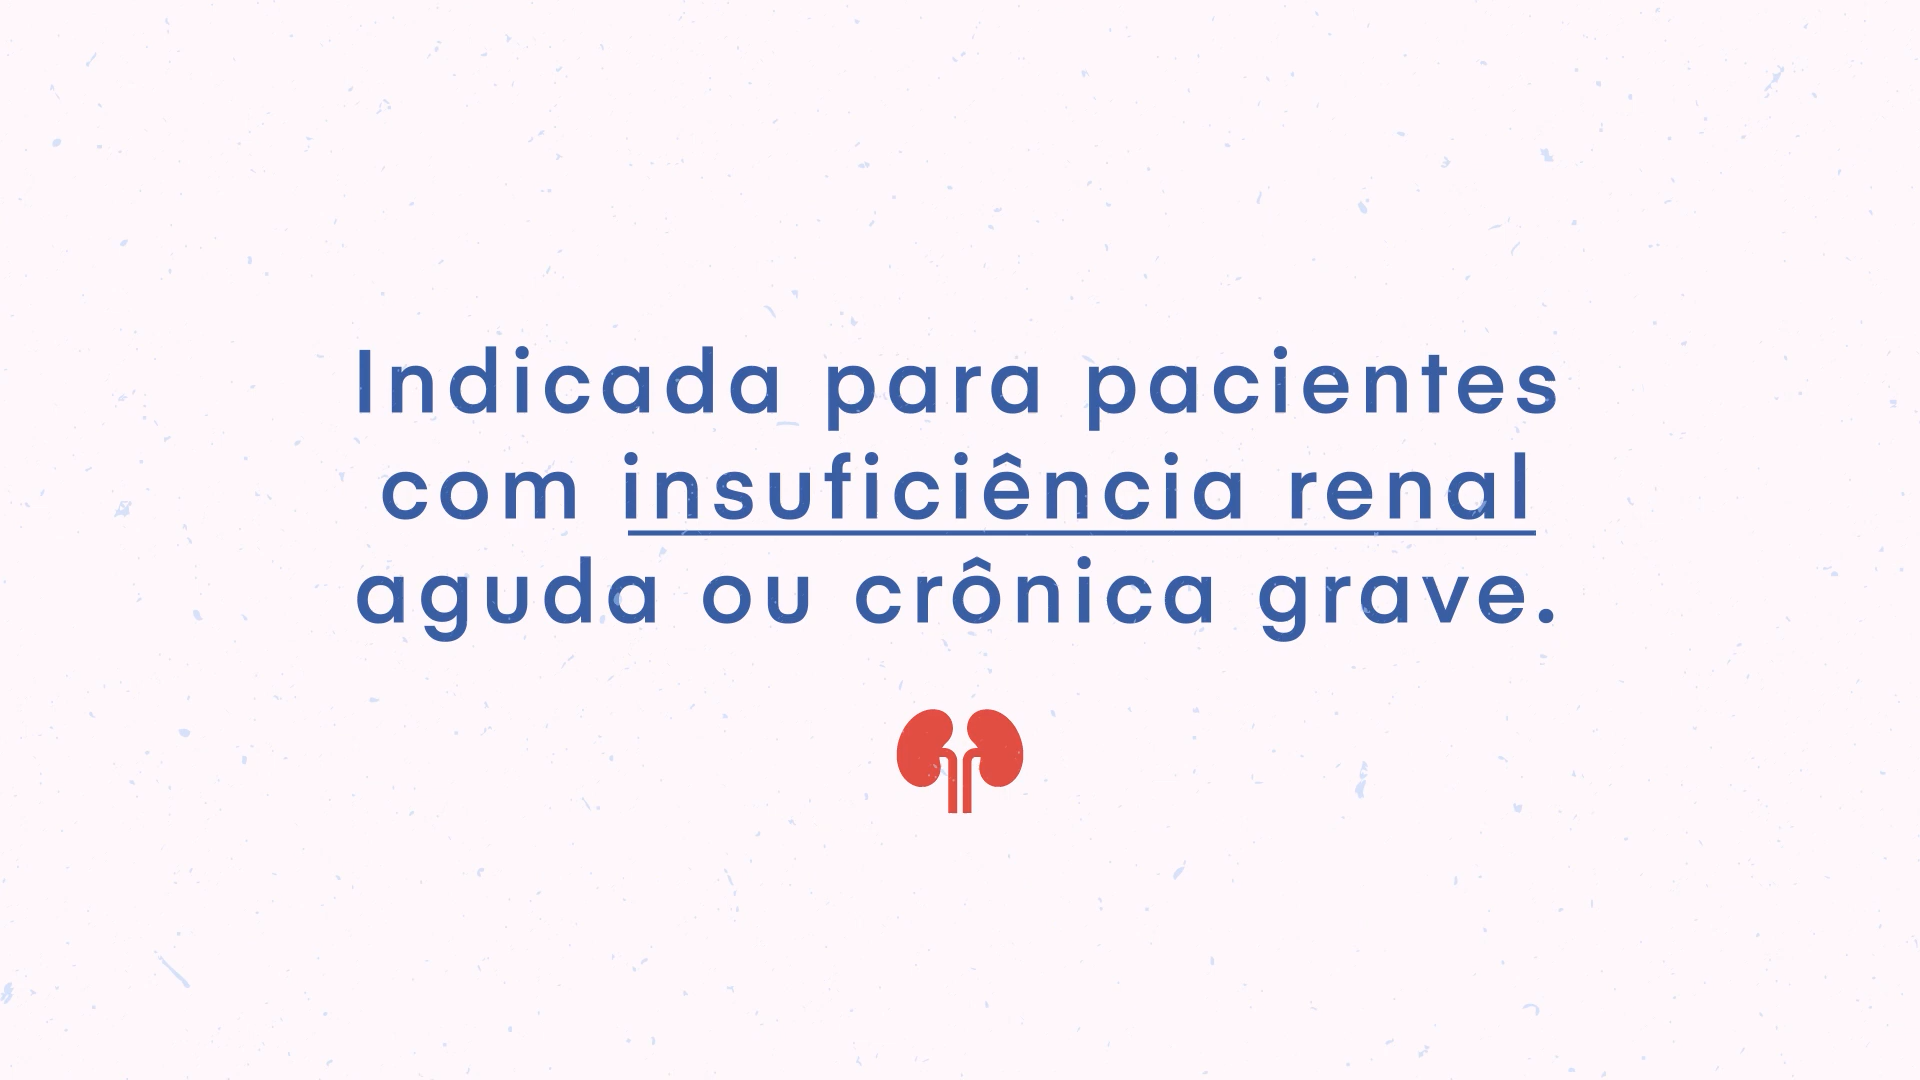 Indicada para pacientes
com insuficiência renal
aguda ou crônica grave.